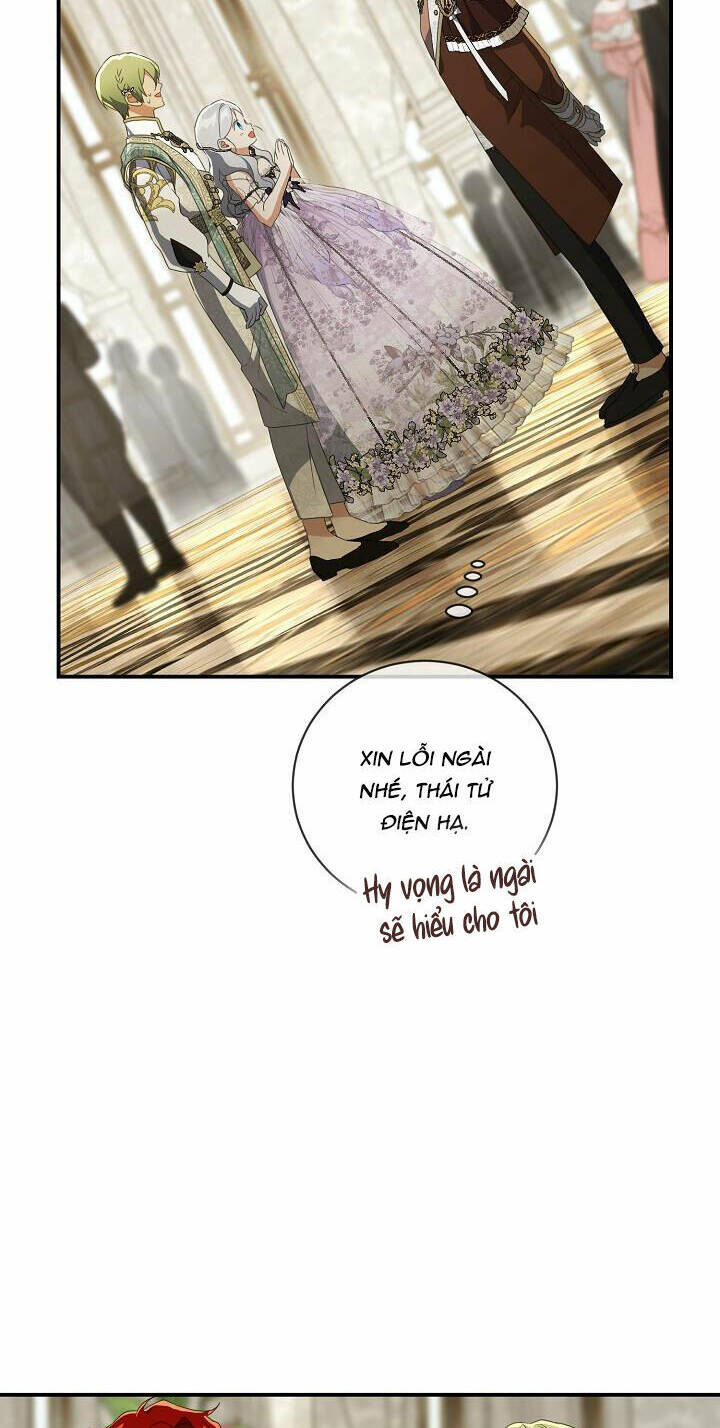 XIN LỖI NGÀI
NHÉ, THÁI TỬ
ĐIỆN HẠ.
Hy vọng là ngài
sẽ hiểu cho tôi